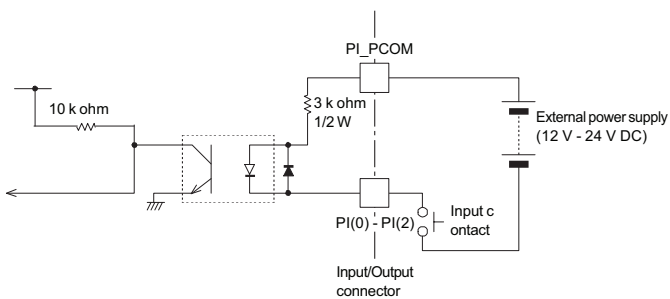 PI_PCOM
10 k ohm
3 k ohm
1/2 W
External power supply
(12 V - 24 V DC)
PI(0) - PI(2)
Input c
ontact
Input/Output
connector